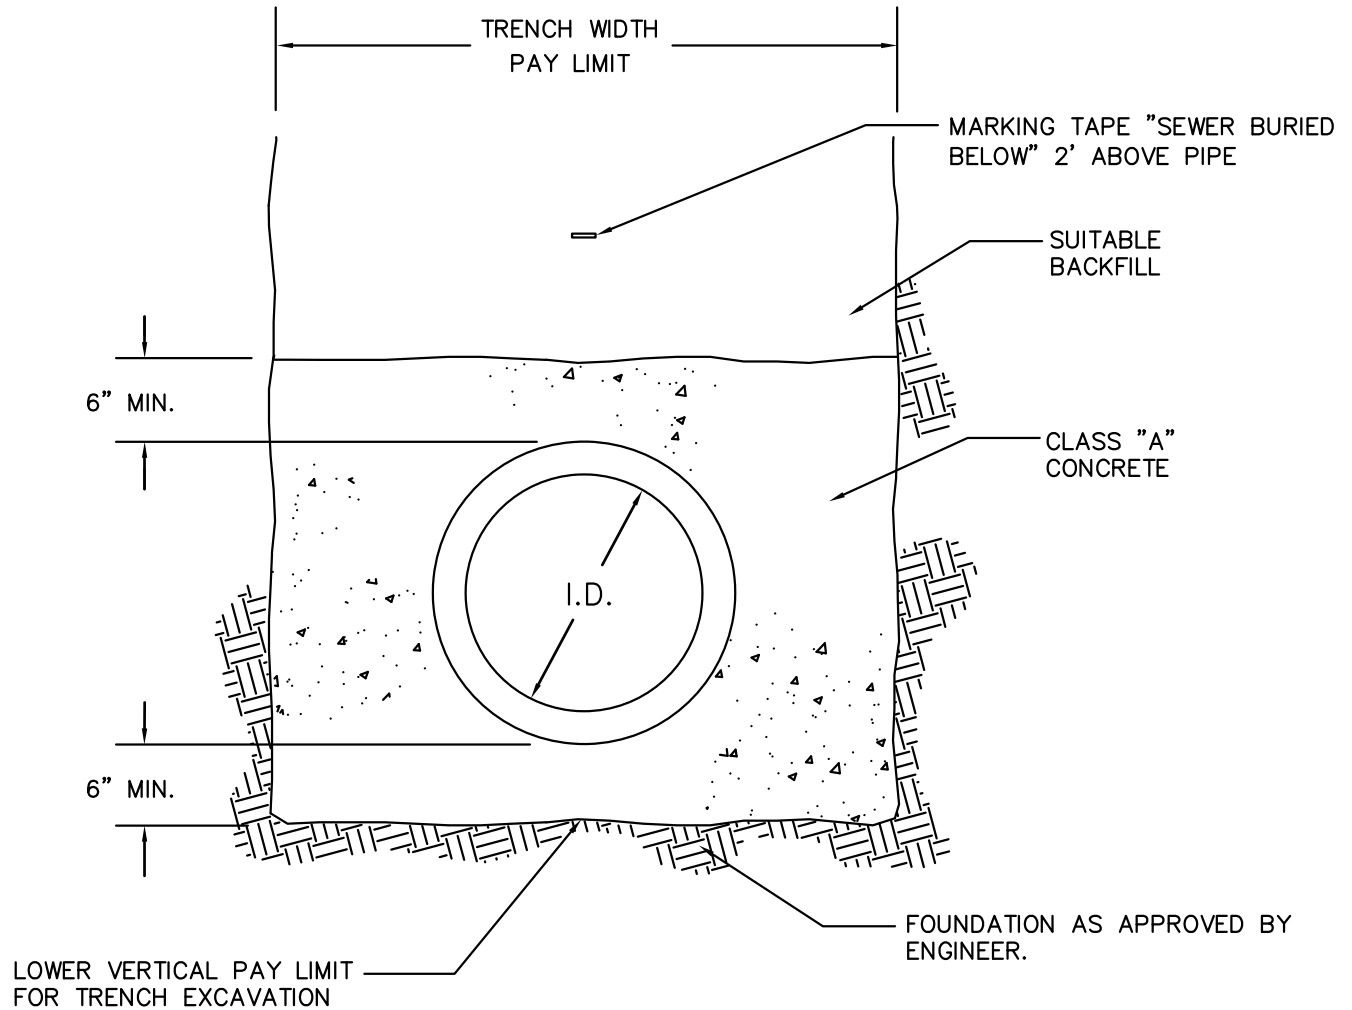 TRENCH WIDTH
PAY LIMIT
MARKING TAPE "SEWER BURIED
BELOW" 2' ABOVE PIPE
SUITABLE
BACKFILL
6" MIN.
CLASS "A"
CONCRETE
I.D.
6" MIN.
FOUNDATION AS APPROVED BY
ENGINEER.
LOWER VERTICAL PAY LIMIT
FOR TRENCH EXCAVATION